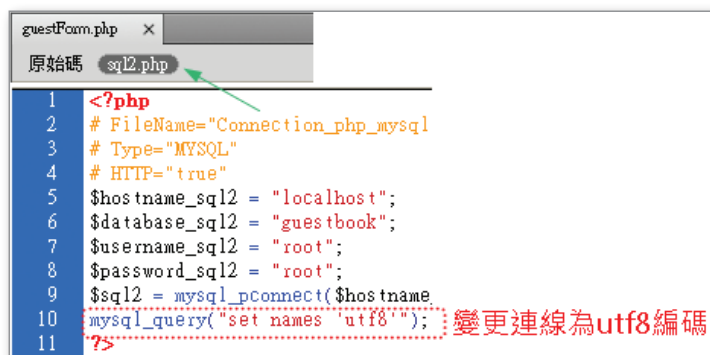 guestForm.php ×
原始碼 sql2.php
1 <?php
2 # FileName="Connection_php_mysql
3 # Type="MYSQL"
4 # HTTP="true"
5 $hostname_sql2 = "localhost";
6 $database_sql2 = "guestbook";
7 $username_sql2 = "root";
8 $password_sql2 = "root";
9 $sql2 = mysql_pconnect($hostname
10 mysql_query("set names 'utf8'"); 變更連線為utf8編碼
11 ?>